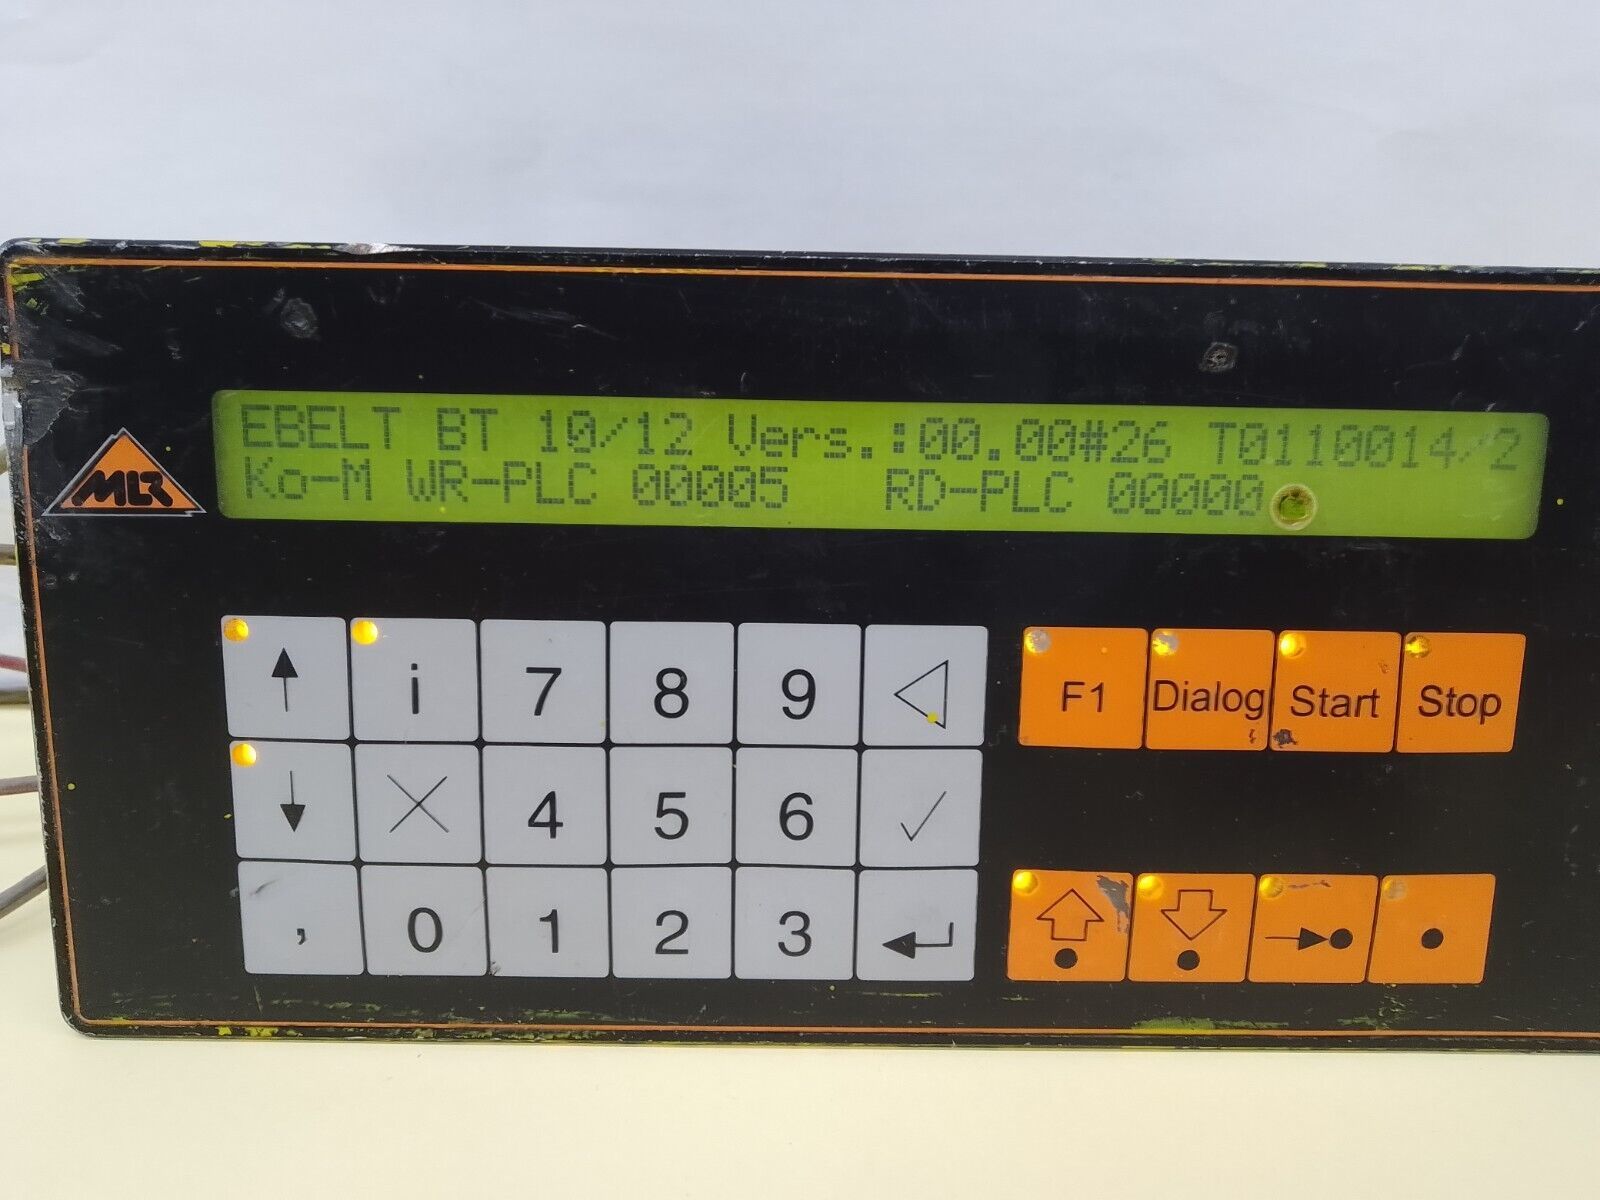 EBELT BT 10/12 Vers.:00.00#26 T0110014/2
Ko-M WR-PLC 00005 RD-PLC 00000
MLR
i 7 8 9
F1 Dialog Start Stop
4 5 6
, 0 1 2 3